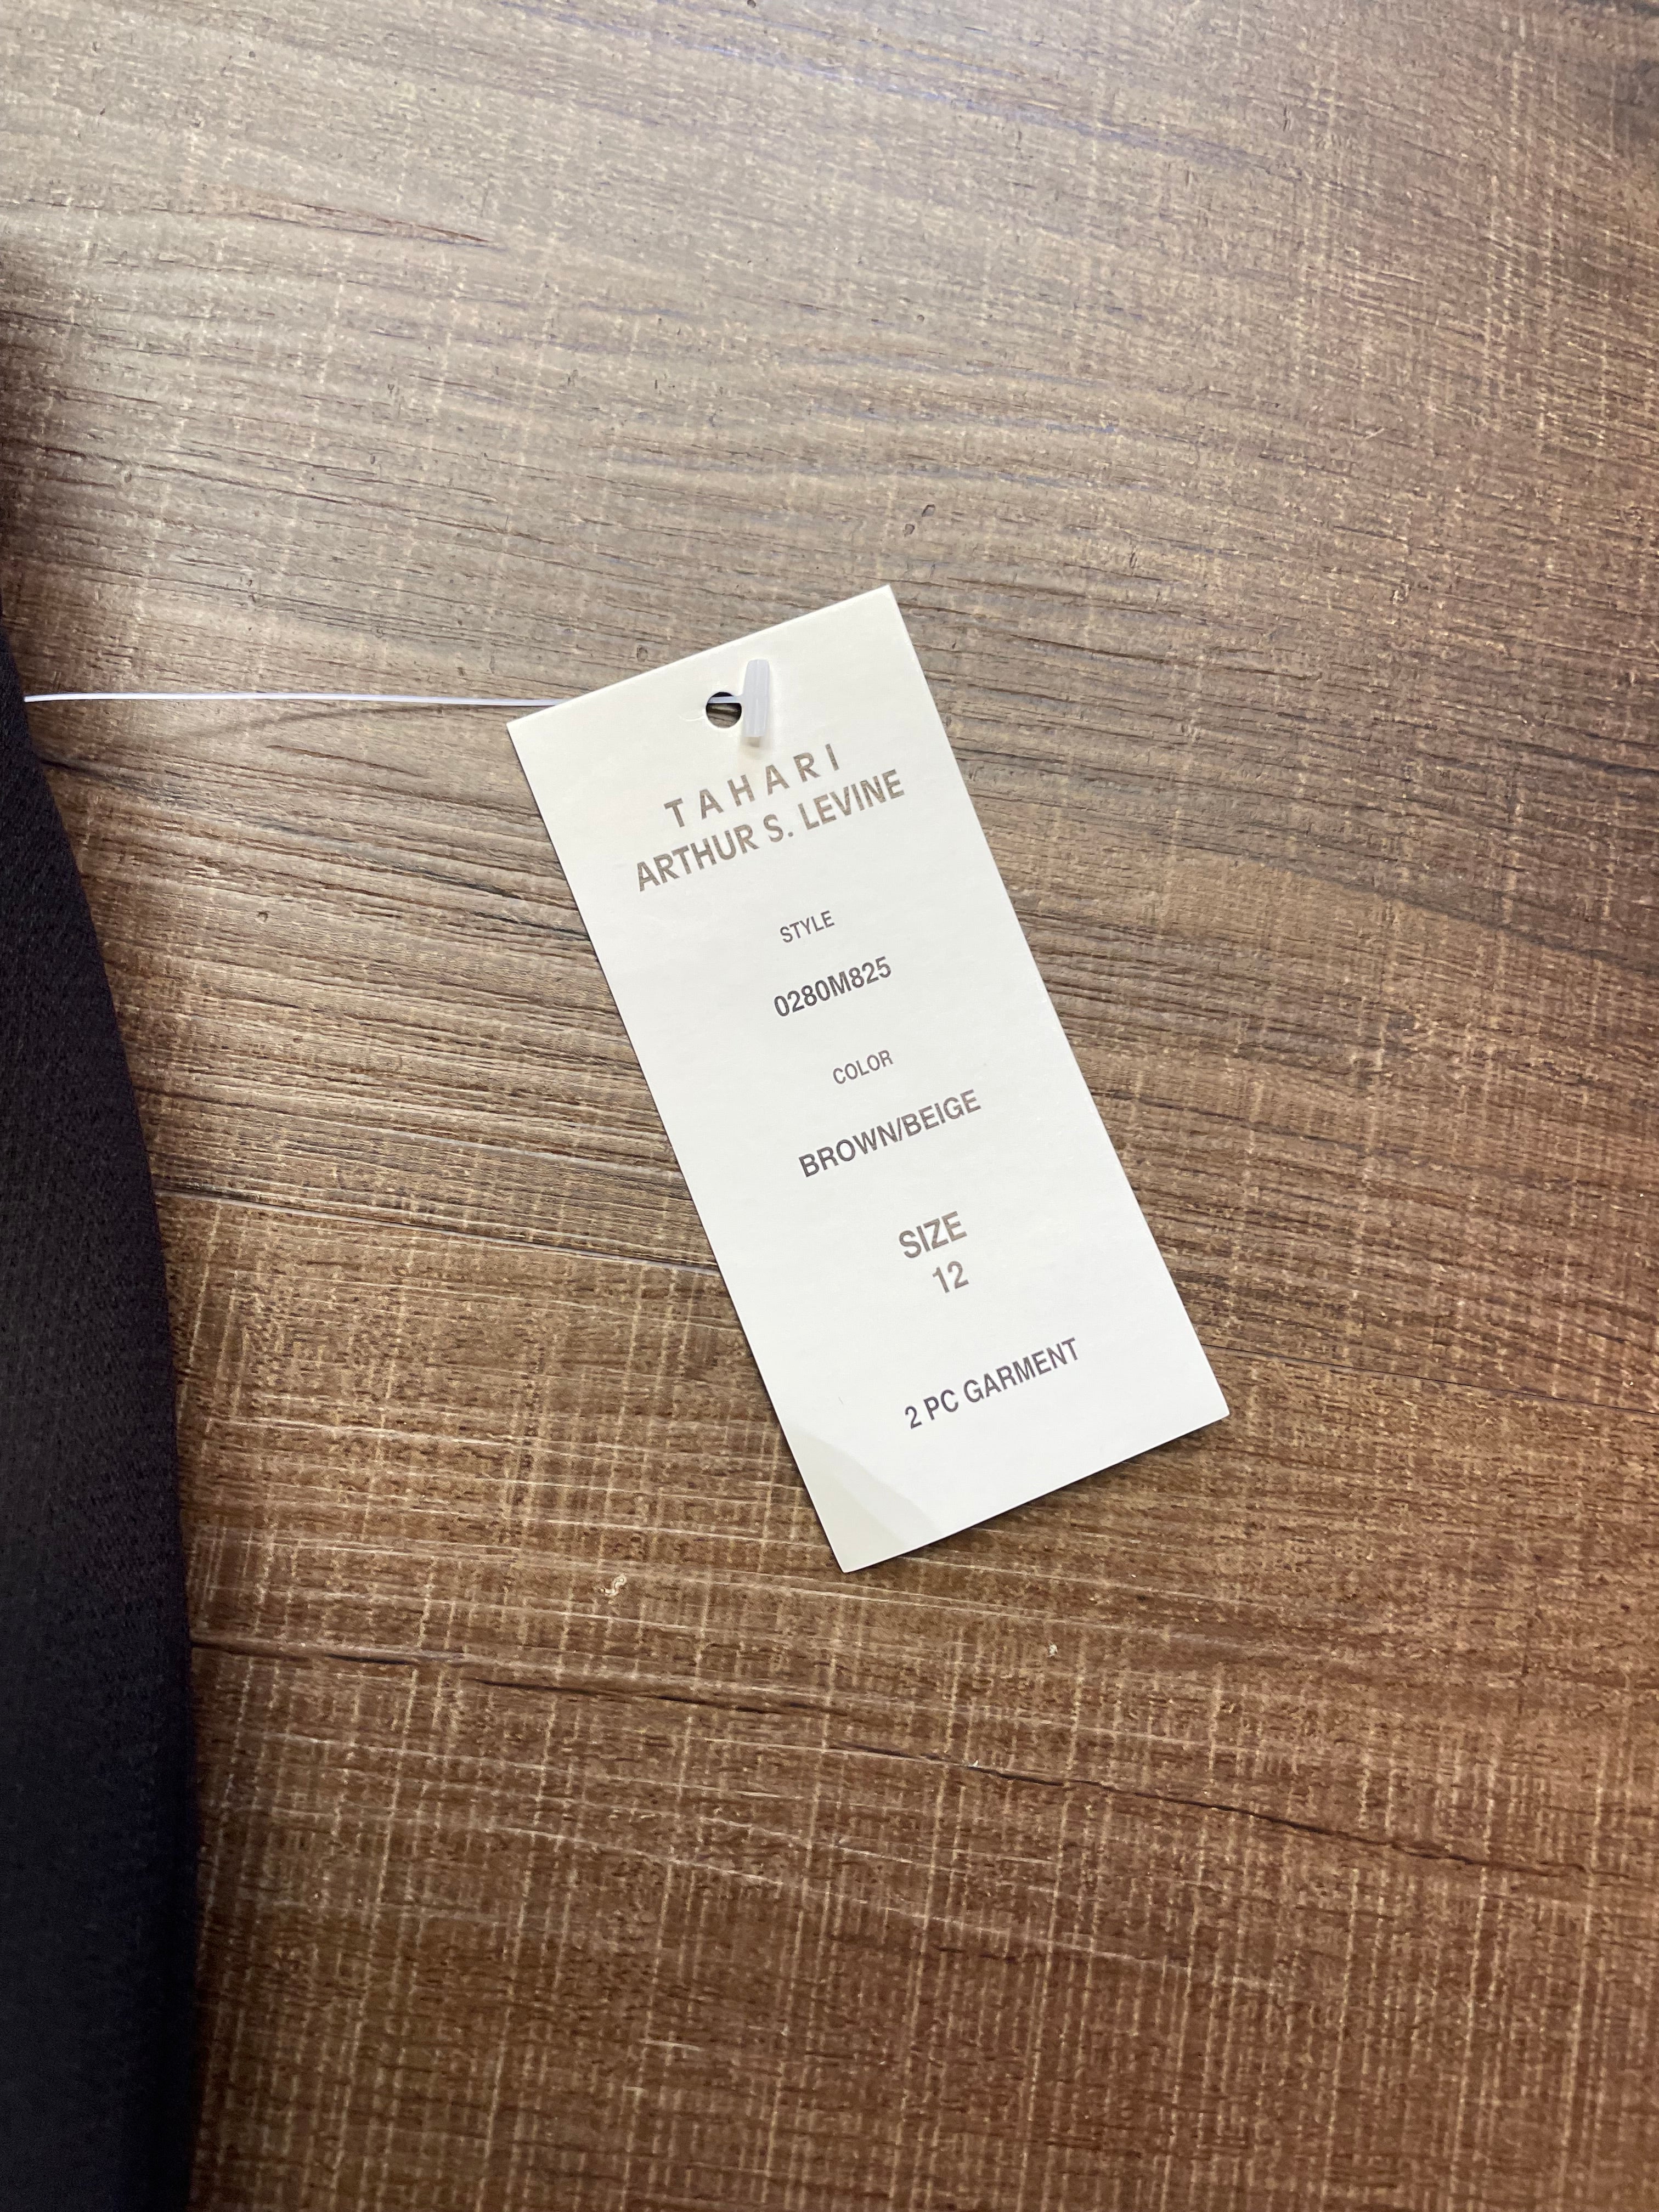 TAHARI
ARTHUR S. LEVINE
STYLE
0280M825
COLOR
BROWN/BEIGE
SIZE
12
2 PC GARMENT